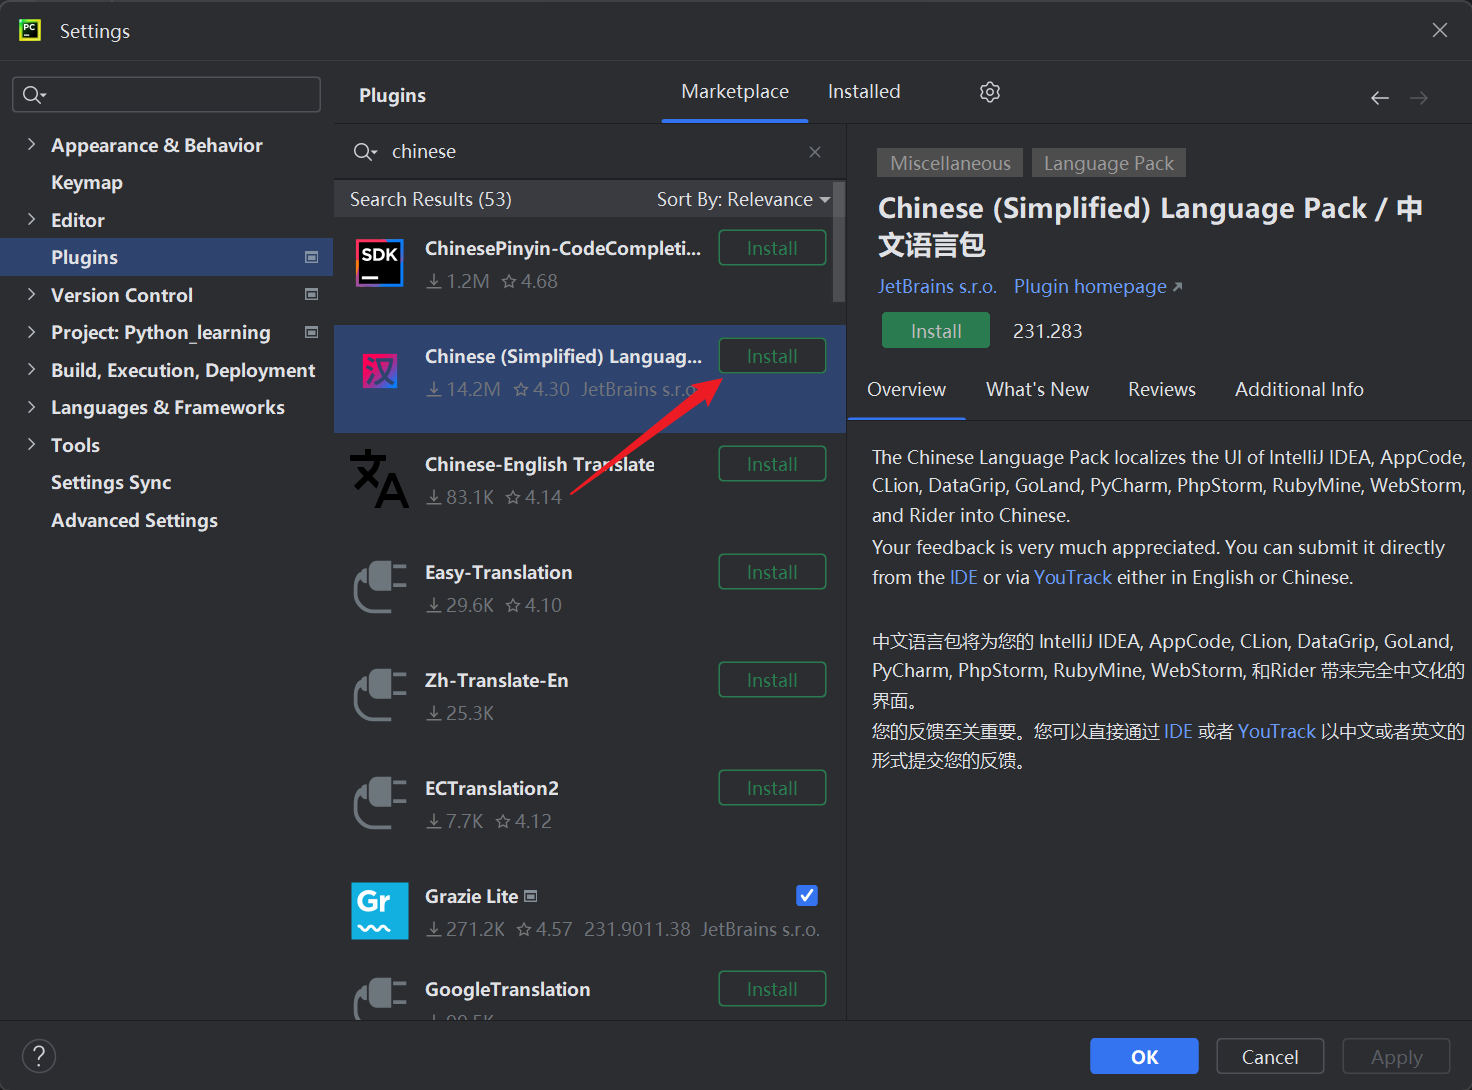 PC
Settings
Appearance & Behavior
Keymap
Editor
Plugins
Version Control
Project: Python_learning
Build, Execution, Deployment
Languages & Frameworks
Tools
Settings Sync
Advanced Settings
Plugins
Marketplace
Installed
chinese
Search Results (53)
Sort By: Relevance
SDK
ChinesePinyin-CodeCompleti...
Install
1.2M 4.68
汉
Chinese (Simplified) Languag...
Install
14.2M 4.30 JetBrains s.r.o
文A
Chinese-English Translate
Install
83.1K 4.14
Easy-Translation
Install
29.6K 4.10
Zh-Translate-En
Install
25.3K
ECTranslation2
Install
7.7K 4.12
Gr
Grazie Lite
271.2K 4.57 231.9011.38 JetBrains s.r.o.
GoogleTranslation
Install
Miscellaneous
Language Pack
Chinese (Simplified) Language Pack / 中
文语言包
JetBrains s.r.o. Plugin homepage
Install
231.283
Overview
What's New
Reviews
Additional Info
The Chinese Language Pack localizes the UI of IntelliJ IDEA, AppCode,
CLion, DataGrip, GoLand, PyCharm, PhpStorm, RubyMine, WebStorm,
and Rider into Chinese.
Your feedback is very much appreciated. You can submit it directly
from the IDE or via YouTrack either in English or Chinese.
中文语言包将为您的 IntelliJ IDEA, AppCode, CLion, DataGrip, GoLand,
PyCharm, PhpStorm, RubyMine, WebStorm, 和Rider 带来完全中文化的
界面。
您的反馈至关重要。您可以直接通过 IDE 或者 YouTrack 以中文或者英文的
形式提交您的反馈。
?
OK
Cancel
Apply